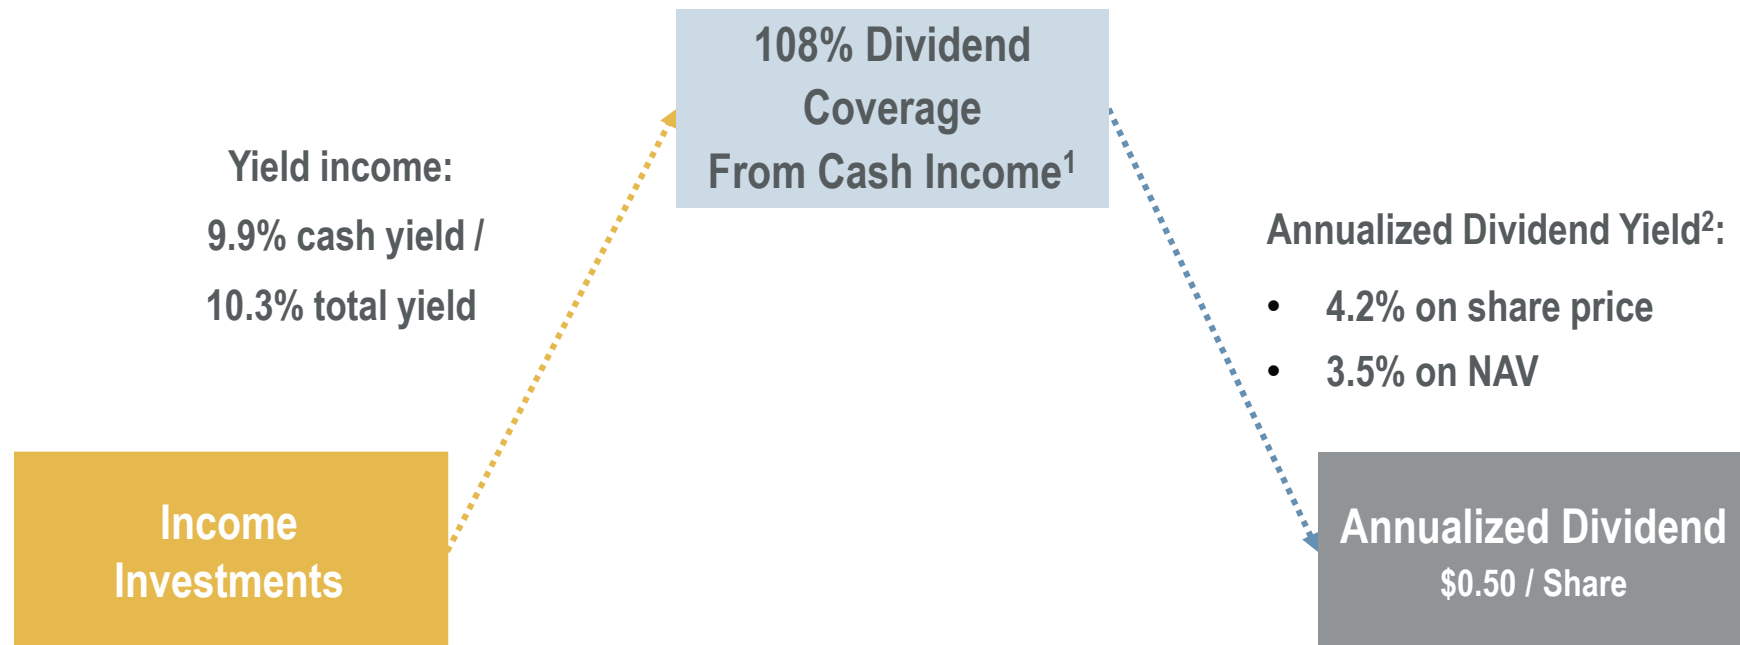 108% Dividend
Coverage
From Cash Income¹
Yield income:
9.9% cash yield /
10.3% total yield
Annualized Dividend Yield²:
• 4.2% on share price
• 3.5% on NAV
Income
Investments
Annualized Dividend
$0.50 / Share